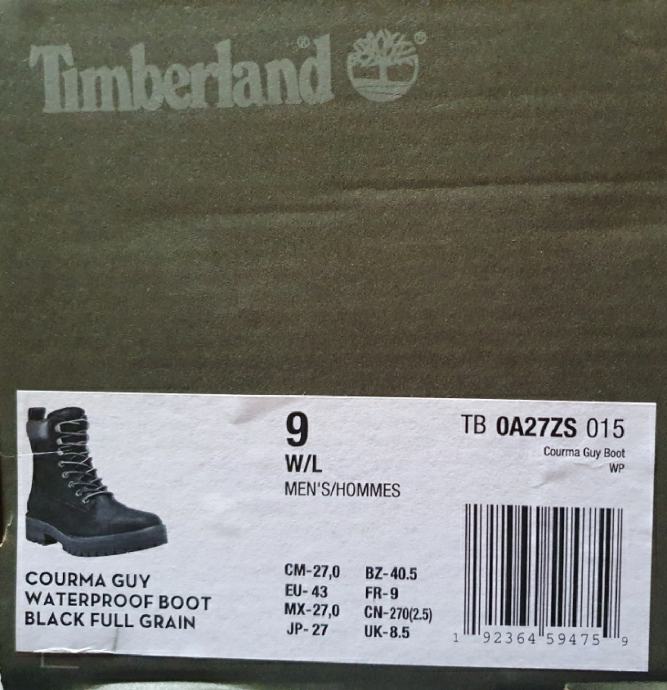 Timberland®
®
9
W/L
MEN'S/HOMMES
TB 0A27ZS 015
Courma Guy Boot
WP
COURMA GUY
WATERPROOF BOOT
BLACK FULL GRAIN
CM-27,0 BZ-40.5
EU-43 FR-9
MX-27,0 CN-270(2.5)
JP-27 UK-8.5
1 92364 59475 9